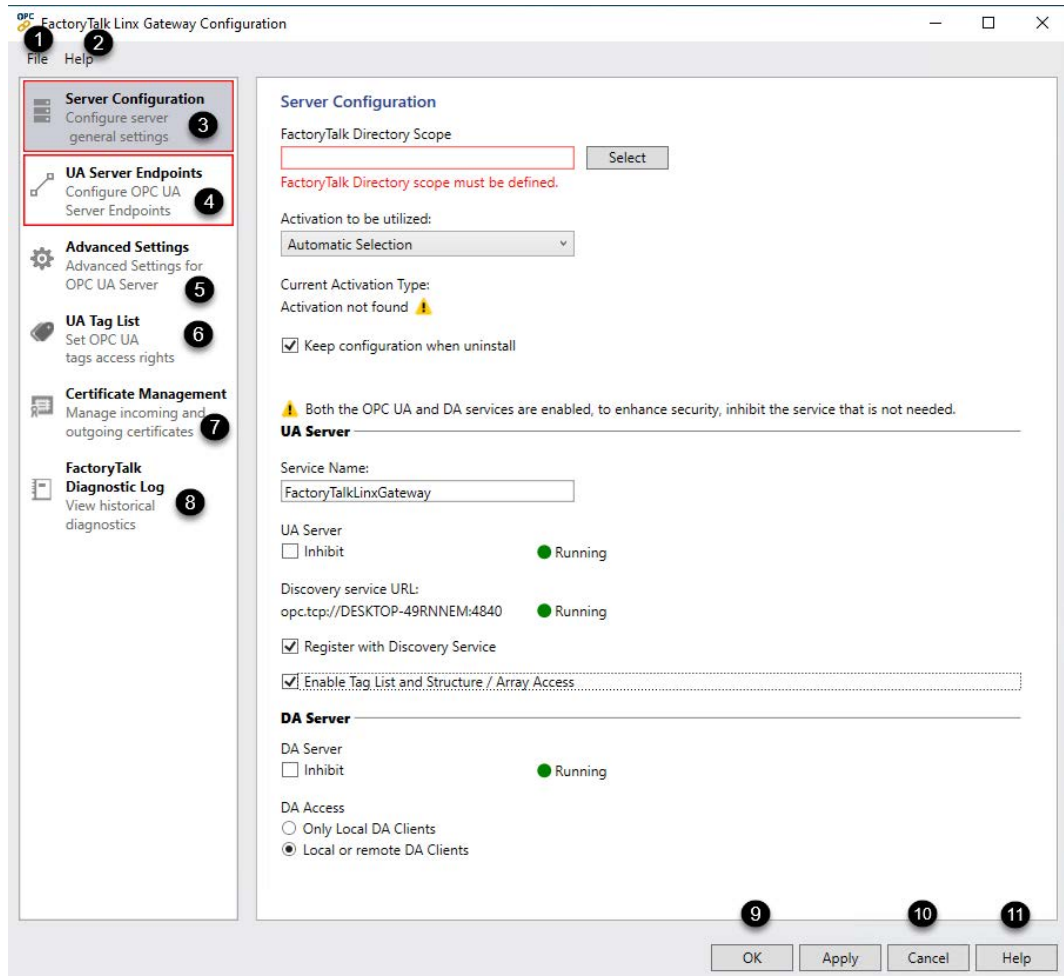 OPC
FactoryTalk Linx Gateway Configuration
1
2
File Help
Server Configuration
Configure server
general settings
3
UA Server Endpoints
Configure OPC UA
Server Endpoints
4
Advanced Settings
Advanced Settings for
OPC UA Server
5
UA Tag List
Set OPC UA
tags access rights
6
Certificate Management
Manage incoming and
outgoing certificates
7
FactoryTalk
Diagnostic Log
View historical
diagnostics
8
Server Configuration
FactoryTalk Directory Scope
Select
FactoryTalk Directory scope must be defined.
Activation to be utilized:
Automatic Selection
Current Activation Type:
Activation not found
Keep configuration when uninstall
Both the OPC UA and DA services are enabled, to enhance security, inhibit the service that is not needed.
UA Server
Service Name:
FactoryTalkLinxGateway
UA Server
Inhibit Running
Discovery service URL:
opc.tcp://DESKTOP-49RNNEM:4840 Running
Register with Discovery Service
Enable Tag List and Structure / Array Access
DA Server
DA Server
Inhibit Running
DA Access
Only Local DA Clients
Local or remote DA Clients
9
10
11
OK Apply Cancel Help